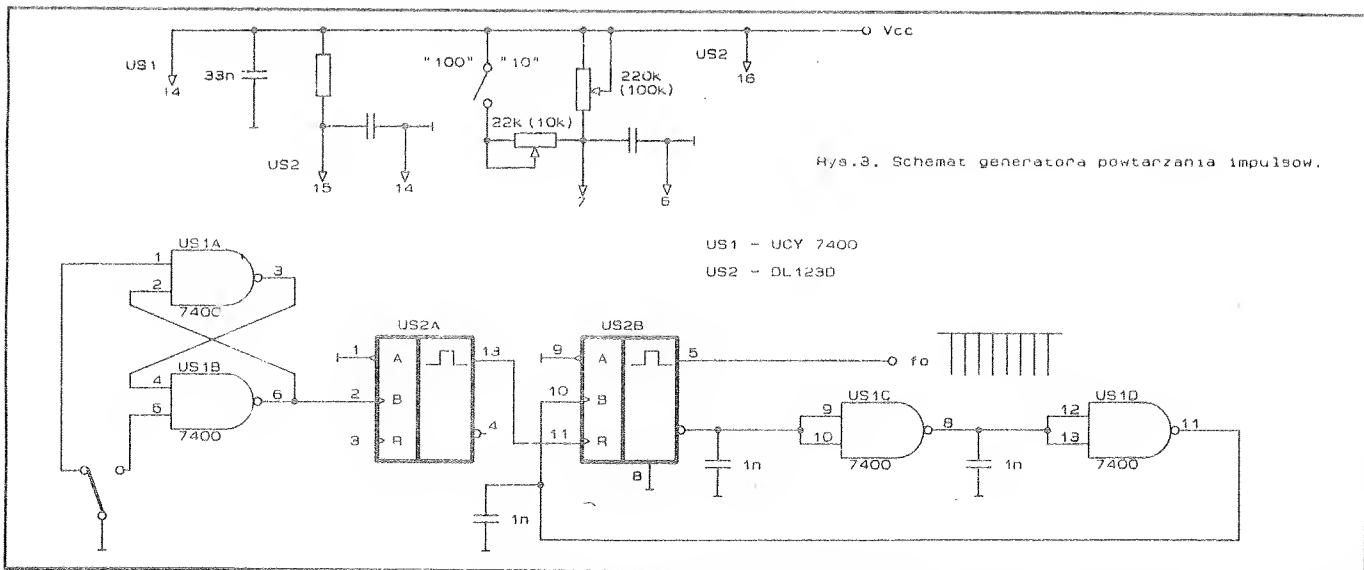 Vcc
US1
14
33n
US2
15
14
"100" "10"
22k (10k)
220k
(100k)
7
6
US2
16
Rys.3. Schemat generatora powtarzania impulsow.
US1 - UCY 7400
US2 - DL123D
US1A
1
2
3
7400
US1B
4
5
6
7400
US2A
1
A
13
2
B
3
R
4
US2B
9
A
5
10
B
11
R
8
1n
fo
1n
US1C
9
10
8
7400
1n
US1D
12
13
11
7400